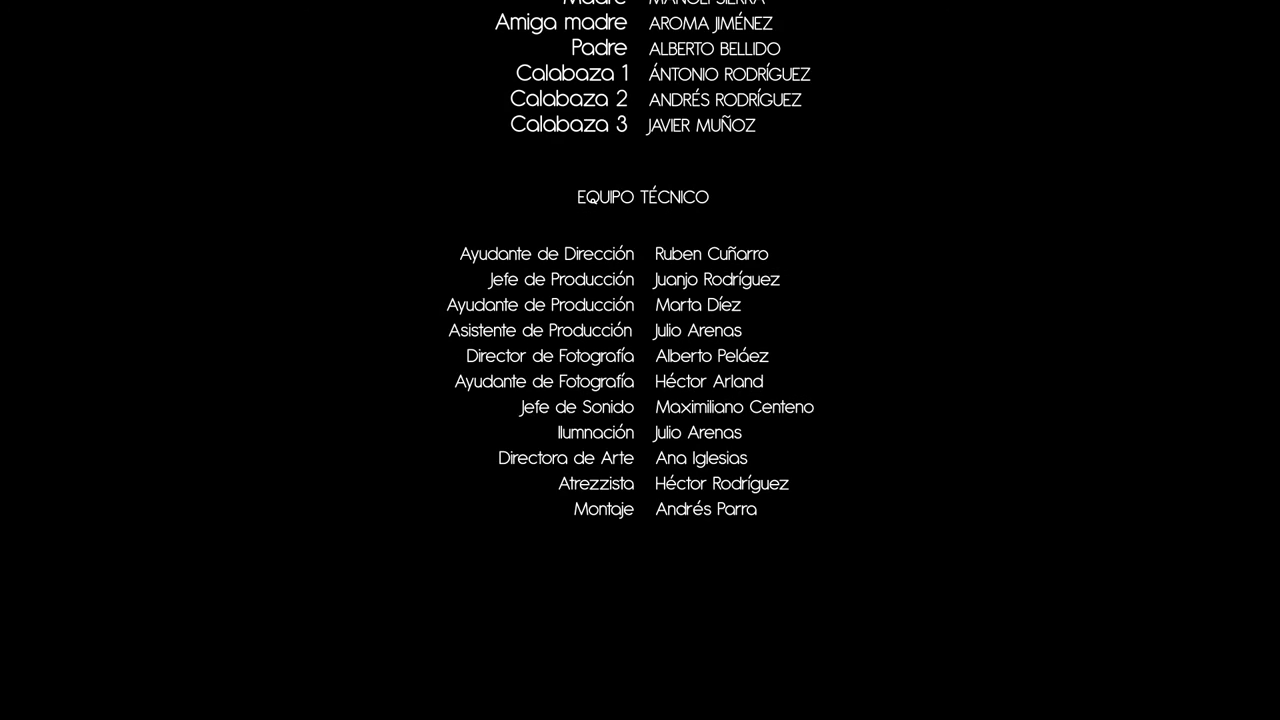 Madre MANOLI SIERRA
Amiga madre AROMA JIMÉNEZ
Padre ALBERTO BELLIDO
Calabaza 1 ÁNTONIO RODRÍGUEZ
Calabaza 2 ANDRÉS RODRÍGUEZ
Calabaza 3 JAVIER MUÑOZ
EQUIPO TÉCNICO
Ayudante de Dirección Ruben Cuñarro
Jefe de Producción Juanjo Rodríguez
Ayudante de Producción Marta Díez
Asistente de Producción Julio Arenas
Director de Fotografía Alberto Peláez
Ayudante de Fotografía Héctor Arland
Jefe de Sonido Maximiliano Centeno
Ilumnación Julio Arenas
Directora de Arte Ana Iglesias
Atrezzista Héctor Rodríguez
Montaje Andrés Parra